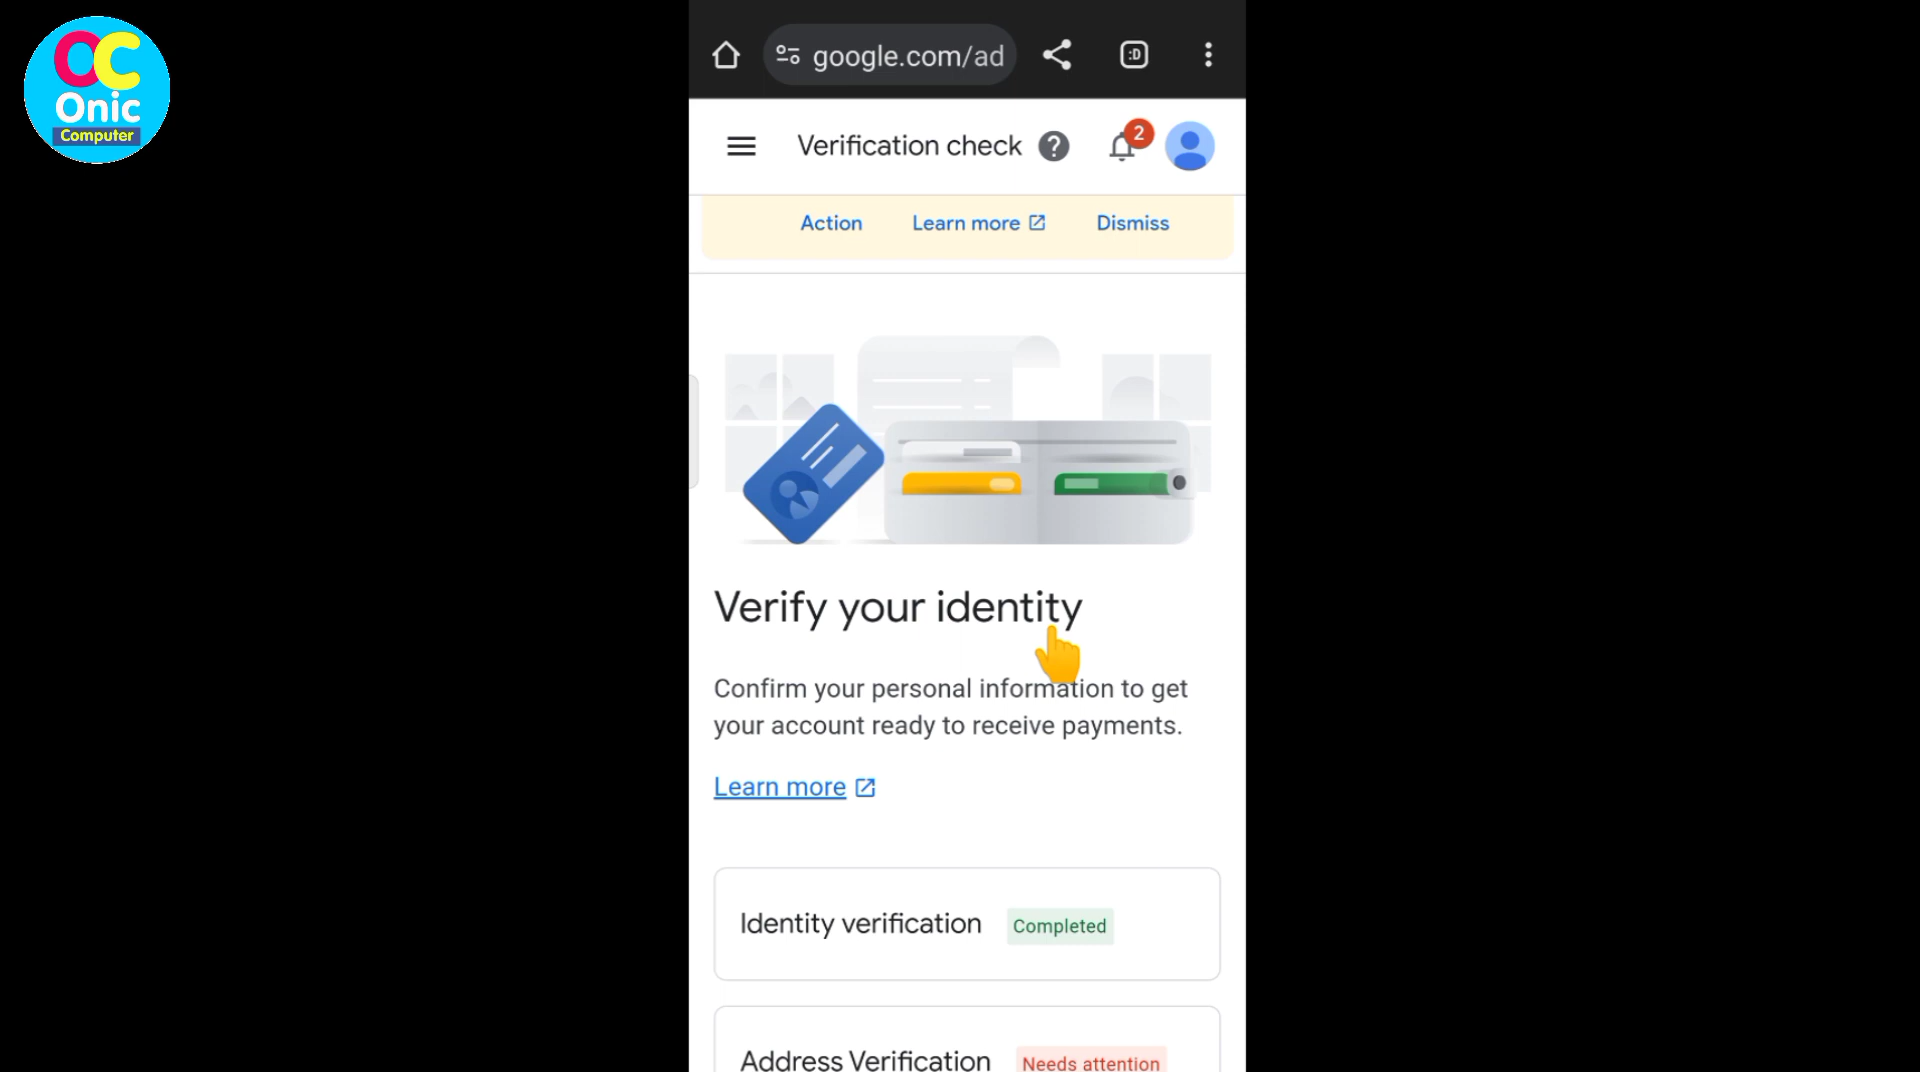 OC
Onic
Computer
google.com/ad
:D
Verification check
2
Action Learn more Dismiss
Verify your identity
Confirm your personal information to get
your account ready to receive payments.
Learn more
Identity verification Completed
Address Verification Needs attention